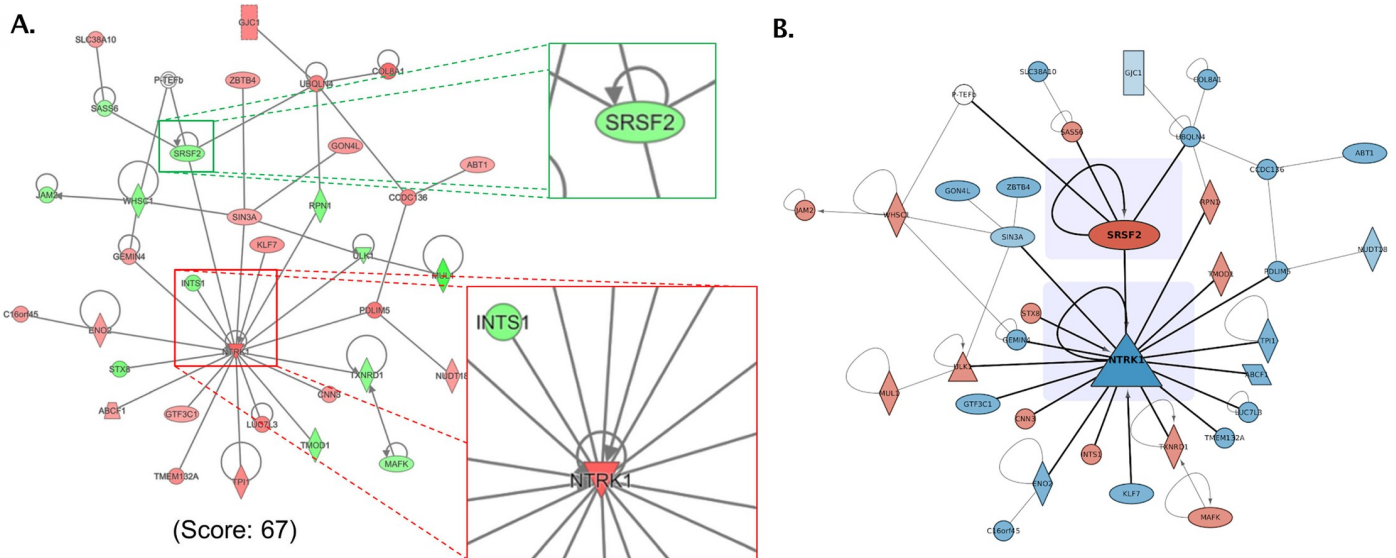 A.
GJC1
SLC38A10
P-TEFb
ZBTB4
UBQLN4
COL8A1
SASS6
SRSF2
GON4L
ABT1
JAM2
WHSC1
RPN1
CCDC136
SIN3A
GEMIN4
KLF7
ULK1
MUL1
INTS1
C16orf45
ENO2
PDLIM5
NTRK1
STX8
TXNRD1
NUDT18
ABCF1
GTF3C1
CNN3
LUC7L3
TMOD1
TMEM132A
TPI1
MAFK
(Score: 67)
SRSF2
INTS1
NTRK1
B.
SLC38A10
GJC1
COL8A1
P-TEFb
SASS6
UBQLN4
ABT1
CCDC136
GON4L
ZBTB4
RPN1
JAM2
WHSC1
SIN3A
SRSF2
NUDT18
TMOD1
PDLIM5
STX8
GEMIN4
TPI1
NTRK1
ULK1
ABCF1
MUL1
GTF3C1
LUC7L3
CNN3
TMEM132A
INTS1
TXNRD1
ENO2
KLF7
MAFK
C16orf45